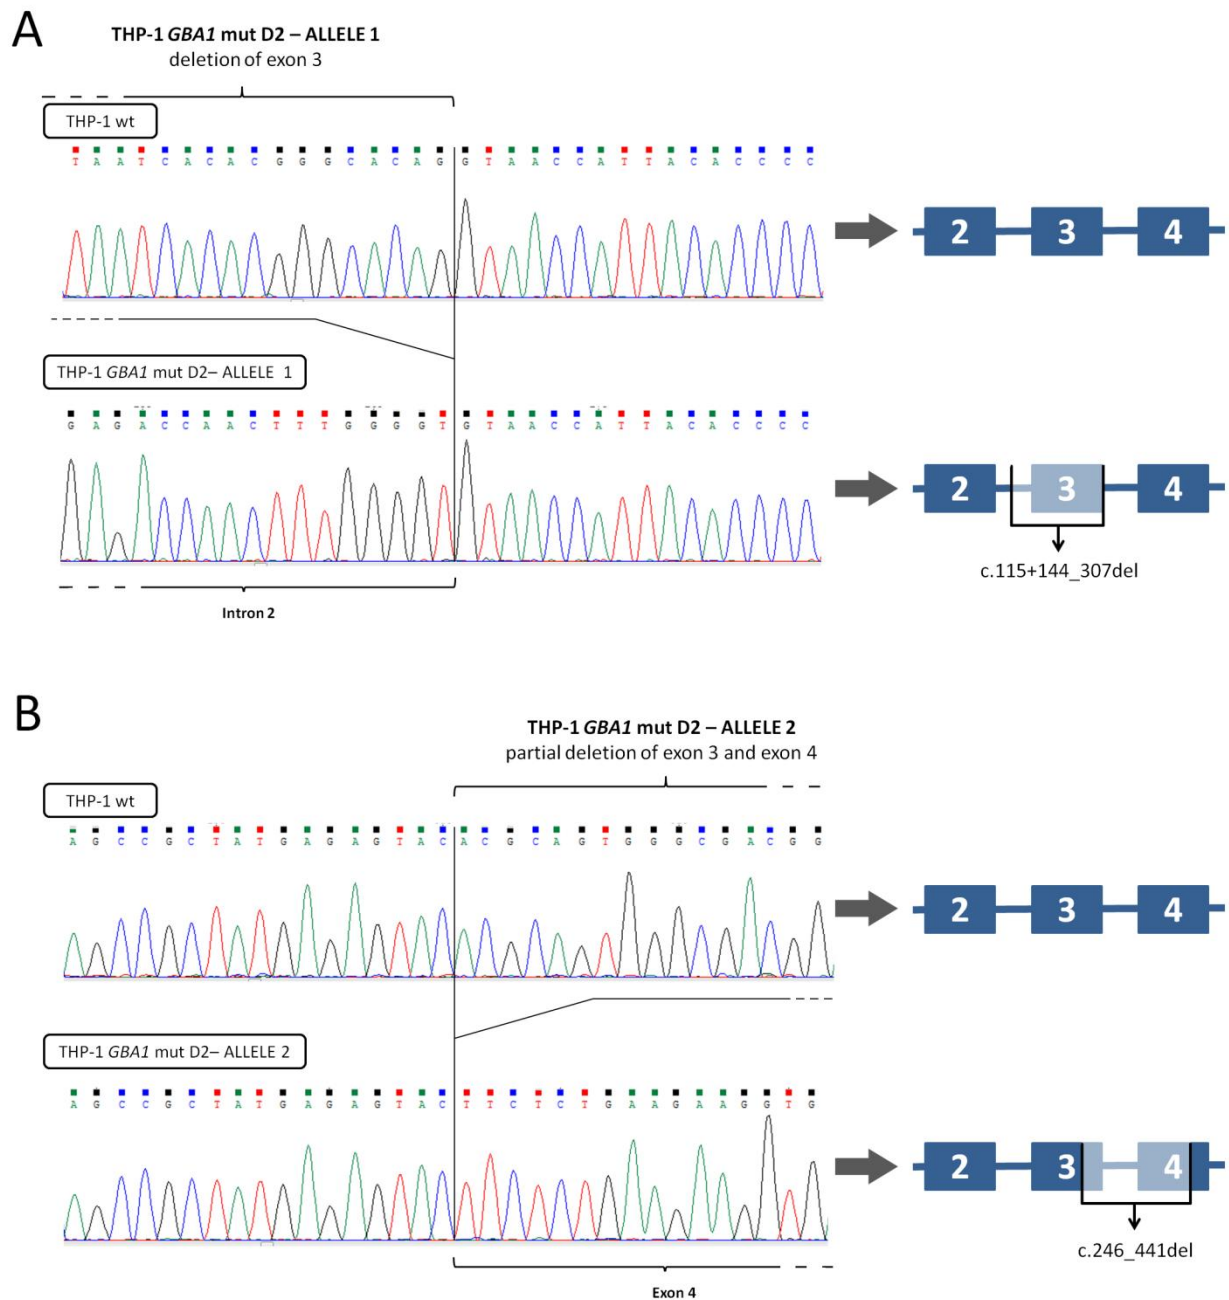 A
THP-1 GBA1 mut D2 – ALLELE 1
deletion of exon 3
THP-1 wt
T A A T C A C A C G G G C A C A G G T A A C C A T T A C A C C C C
2 3 4
THP-1 GBA1 mut D2– ALLELE 1
G A G A C C A A C T T T G G G G T G T A A C C A T T A C A C C C C
2 3 4
c.115+144_307del
Intron 2
B
THP-1 GBA1 mut D2 – ALLELE 2
partial deletion of exon 3 and exon 4
THP-1 wt
A G C C G C T A T G A G A G T A C A C G C A G T G G G C G A C G G
2 3 4
THP-1 GBA1 mut D2– ALLELE 2
A G C C G C T A T G A G A G T A C T T C T C T G A A G A A G G T G
2 3 4
c.246_441del
Exon 4